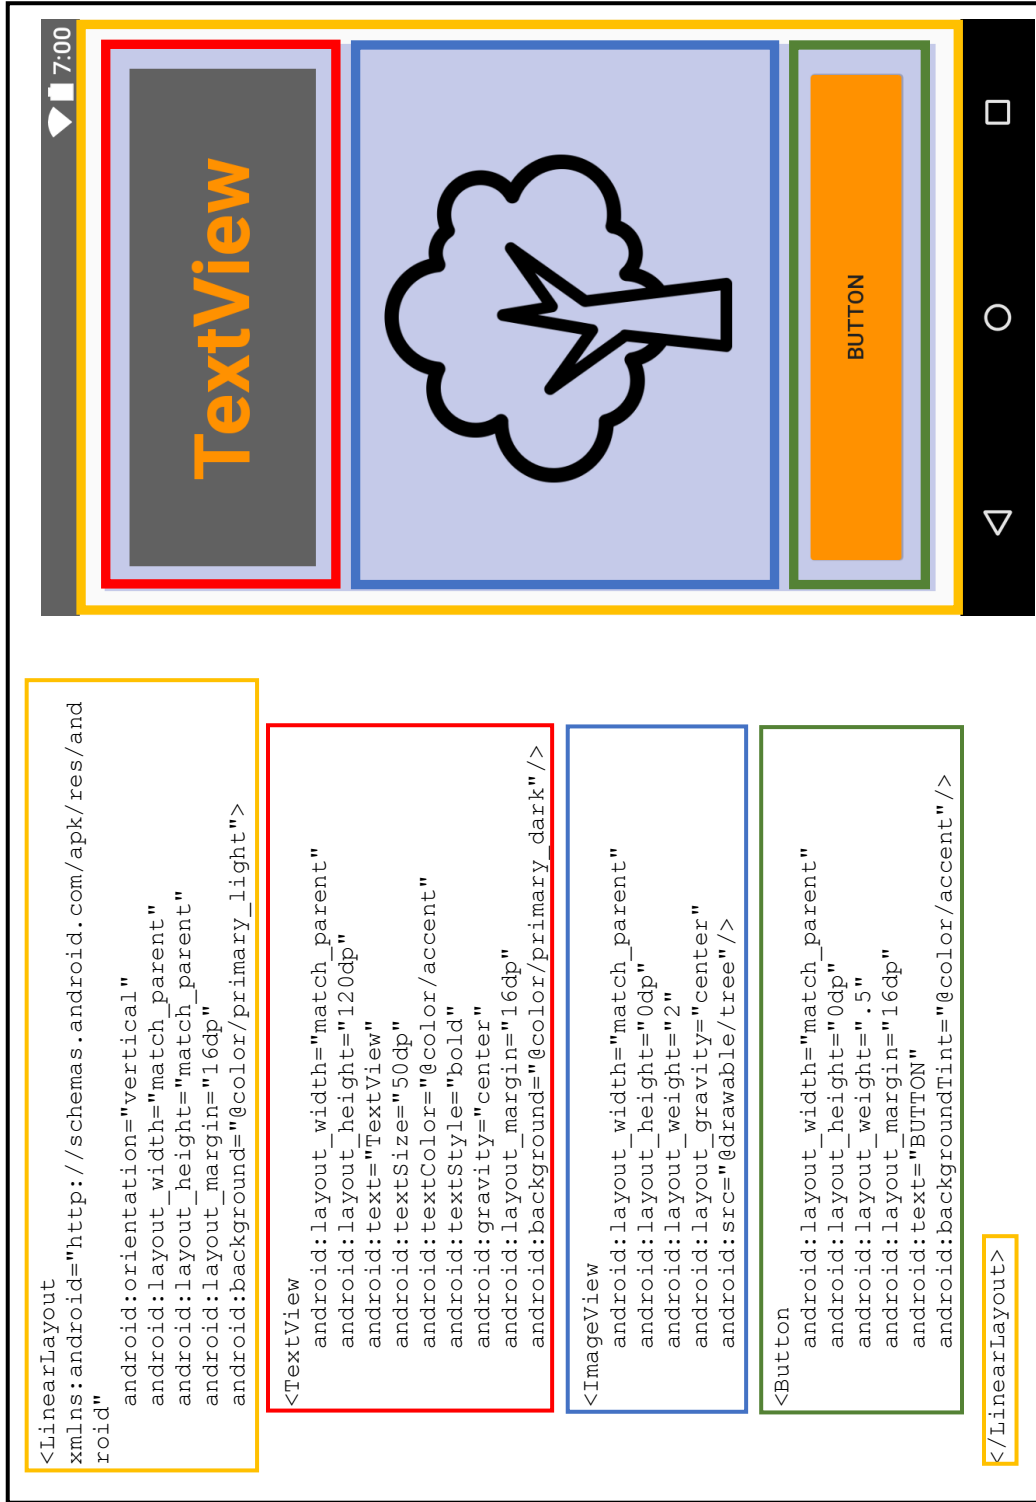 <LinearLayout
xmlns:android="http://schemas.android.com/apk/res/and
roid"
android:orientation="vertical"
android:layout_width="match_parent"
android:layout_height="match_parent"
android:layout_margin="16dp"
android:background="@color/primary_light">
<TextView
android:layout_width="match_parent"
android:layout_height="120dp"
android:text="TextView"
android:textSize="50dp"
android:textColor="@color/accent"
android:textStyle="bold"
android:gravity="center"
android:layout_margin="16dp"
android:background="@color/primary_dark"/>
<ImageView
android:layout_width="match_parent"
android:layout_height="0dp"
android:layout_weight="2"
android:layout_gravity="center"
android:src="@drawable/tree"/>
<Button
android:layout_width="match_parent"
android:layout_height="0dp"
android:layout_weight=".5"
android:layout_margin="16dp"
android:text="BUTTON"
android:backgroundTint="@color/accent"/>
</LinearLayout>
7:00
TextView
BUTTON